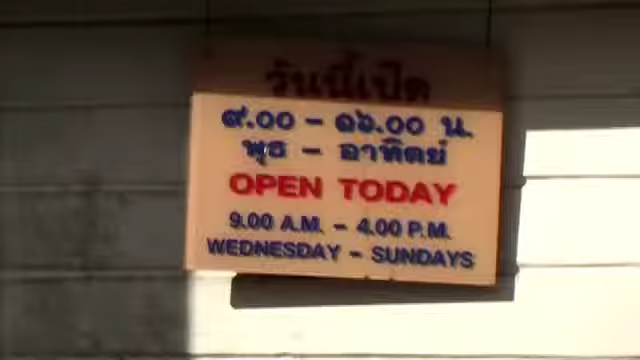 วันนี้เปิด
๙.๐๐ – ๑๖.๐๐ น.
พุธ – อาทิตย์
OPEN TODAY
9.00 A.M. – 4.00 P.M.
WEDNESDAY – SUNDAYS